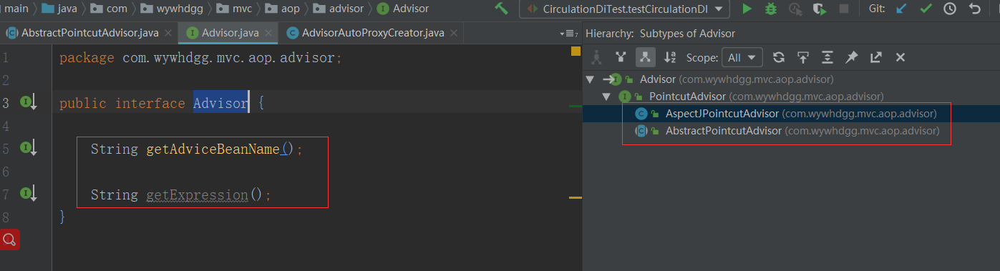 main java com wywhdgg mvc aop advisor Advisor CirculationDiTest.testCirculationDI Git:
AbstractPointcutAdvisor.java Advisor.java AdvisorAutoProxyCreator.java 7
Hierarchy: Subtypes of Advisor
Scope: All
1 package com.wywhdgg.mvc.aop.advisor;
2
3 public interface Advisor {
4
5 String getAdviceBeanName();
6
7 String getExpression();
8 }
Advisor (com.wywhdgg.mvc.aop.advisor)
PointcutAdvisor (com.wywhdgg.mvc.aop.advisor)
AspectJPointcutAdvisor (com.wywhdgg.mvc.aop.advisor)
AbstractPointcutAdvisor (com.wywhdgg.mvc.aop.advisor)